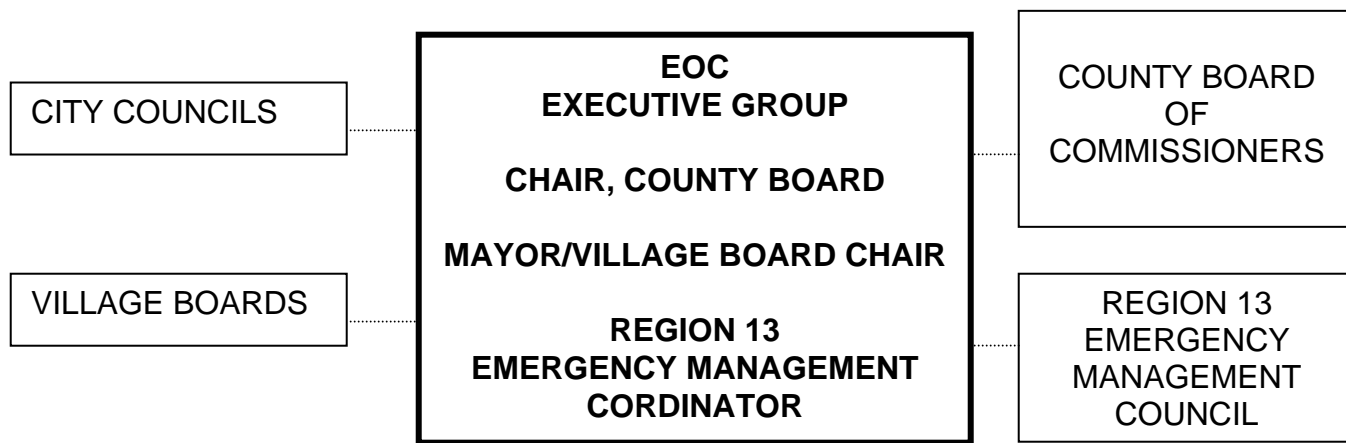 CITY COUNCILS
VILLAGE BOARDS
EOC
EXECUTIVE GROUP
CHAIR, COUNTY BOARD
MAYOR/VILLAGE BOARD CHAIR
REGION 13
EMERGENCY MANAGEMENT
CORDINATOR
COUNTY BOARD
OF
COMMISSIONERS
REGION 13
EMERGENCY
MANAGEMENT
COUNCIL